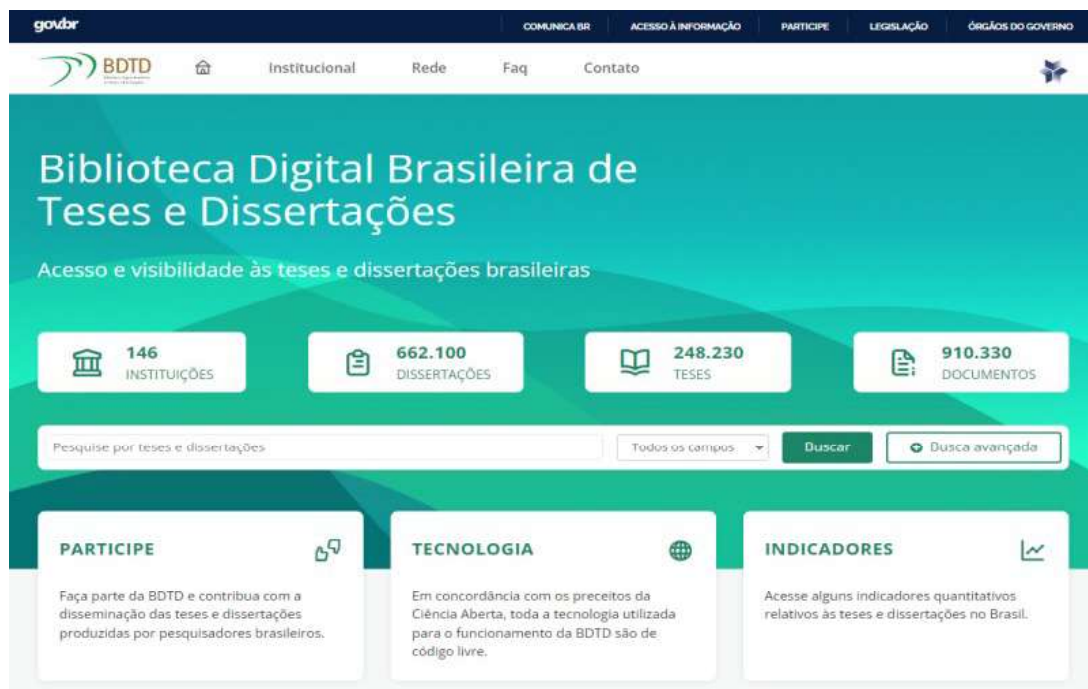 govbr
COMUNICA BR
ACESSO À INFORMAÇÃO
PARTICIPE
LEGISLAÇÃO
ÓRGÃOS DO GOVERNO
BDTD
Institucional
Rede
Faq
Contato
Biblioteca Digital Brasileira de
Teses e Dissertações
Acesso e visibilidade às teses e dissertações brasileiras
146
INSTITUIÇÕES
662.100
DISSERTAÇÕES
248.230
TESES
910.330
DOCUMENTOS
Pesquise por teses e dissertações
Todos os campos
Buscar
Busca avançada
PARTICIPE
Faça parte da BDTD e contribua com a
disseminação das teses e dissertações
produzidas por pesquisadores brasileiros.
TECNOLOGIA
Em concordância com os preceitos da
Ciência Aberta, toda a tecnologia utilizada
para o funcionamento da BDTD são de
código livre.
INDICADORES
Acesse alguns indicadores quantitativos
relativos às teses e dissertações no Brasil.